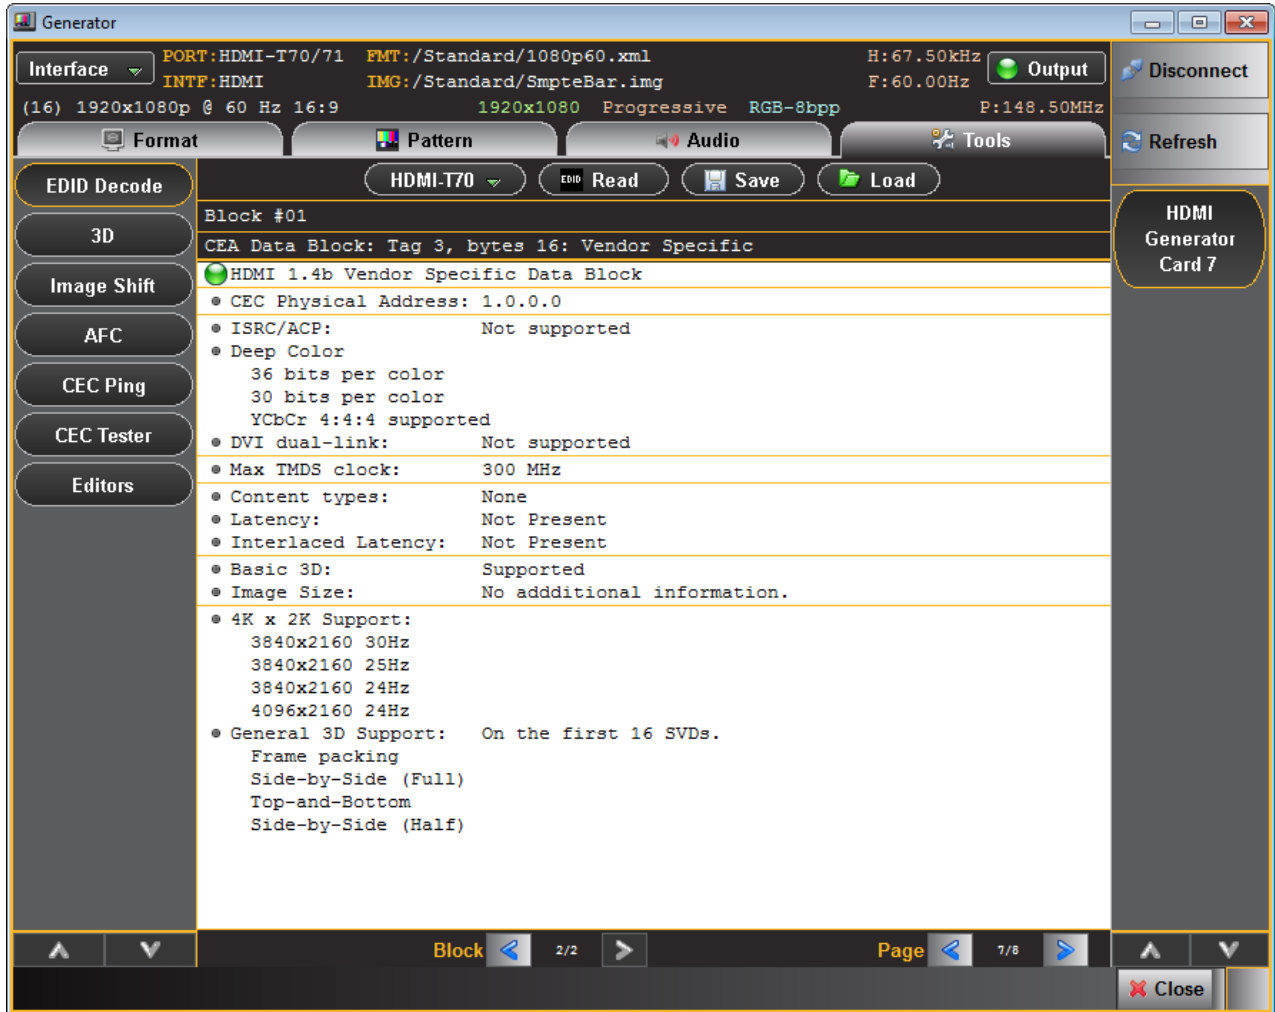 Generator
Interface
PORT:HDMI-T70/71 FMT:/Standard/1080p60.xml H:67.50kHz
INTF:HDMI IMG:/Standard/SmpteBar.img F:60.00Hz
Output
Disconnect
(16) 1920x1080p @ 60 Hz 16:9 1920x1080 Progressive RGB-8bpp P:148.50MHz
Format Pattern Audio Tools
Refresh
EDID Decode
3D
Image Shift
AFC
CEC Ping
CEC Tester
Editors
HDMI-T70 EDID Read Save Load
Block #01
CEA Data Block: Tag 3, bytes 16: Vendor Specific
HDMI 1.4b Vendor Specific Data Block
CEC Physical Address: 1.0.0.0
ISRC/ACP: Not supported
Deep Color
36 bits per color
30 bits per color
YCbCr 4:4:4 supported
DVI dual-link: Not supported
Max TMDS clock: 300 MHz
Content types: None
Latency: Not Present
Interlaced Latency: Not Present
Basic 3D: Supported
Image Size: No addditional information.
4K x 2K Support:
3840x2160 30Hz
3840x2160 25Hz
3840x2160 24Hz
4096x2160 24Hz
General 3D Support: On the first 16 SVDs.
Frame packing
Side-by-Side (Full)
Top-and-Bottom
Side-by-Side (Half)
HDMI
Generator
Card 7
Block 2/2 Page 7/8
Close